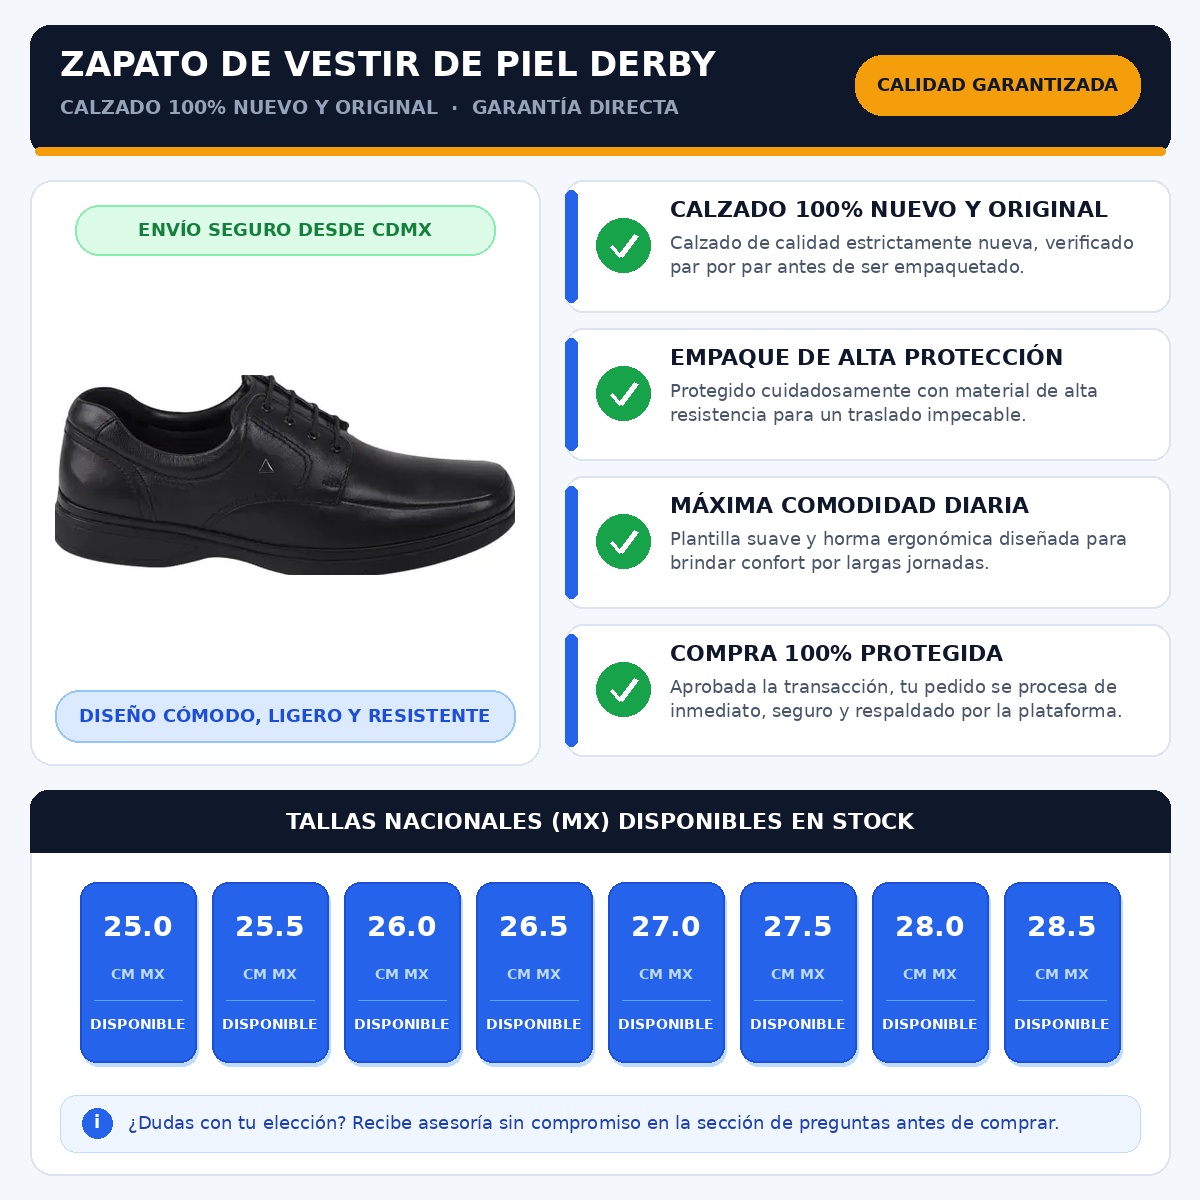 ZAPATO DE VESTIR DE PIEL DERBY
CALZADO 100% NUEVO Y ORIGINAL · GARANTÍA DIRECTA
CALIDAD GARANTIZADA
ENVÍO SEGURO DESDE CDMX
DISEÑO CÓMODO, LIGERO Y RESISTENTE
CALZADO 100% NUEVO Y ORIGINAL
Calzado de calidad estrictamente nueva, verificado
par por par antes de ser empaquetado.
EMPAQUE DE ALTA PROTECCIÓN
Protegido cuidadosamente con material de alta
resistencia para un traslado impecable.
MÁXIMA COMODIDAD DIARIA
Plantilla suave y horma ergonómica diseñada para
brindar confort por largas jornadas.
COMPRA 100% PROTEGIDA
Aprobada la transacción, tu pedido se procesa de
inmediato, seguro y respaldado por la plataforma.
TALLAS NACIONALES (MX) DISPONIBLES EN STOCK
25.0 25.5 26.0 26.5 27.0 27.5 28.0 28.5
CM MX CM MX CM MX CM MX CM MX CM MX CM MX CM MX
DISPONIBLE DISPONIBLE DISPONIBLE DISPONIBLE DISPONIBLE DISPONIBLE DISPONIBLE DISPONIBLE
i ¿Dudas con tu elección? Recibe asesoría sin compromiso en la sección de preguntas antes de comprar.